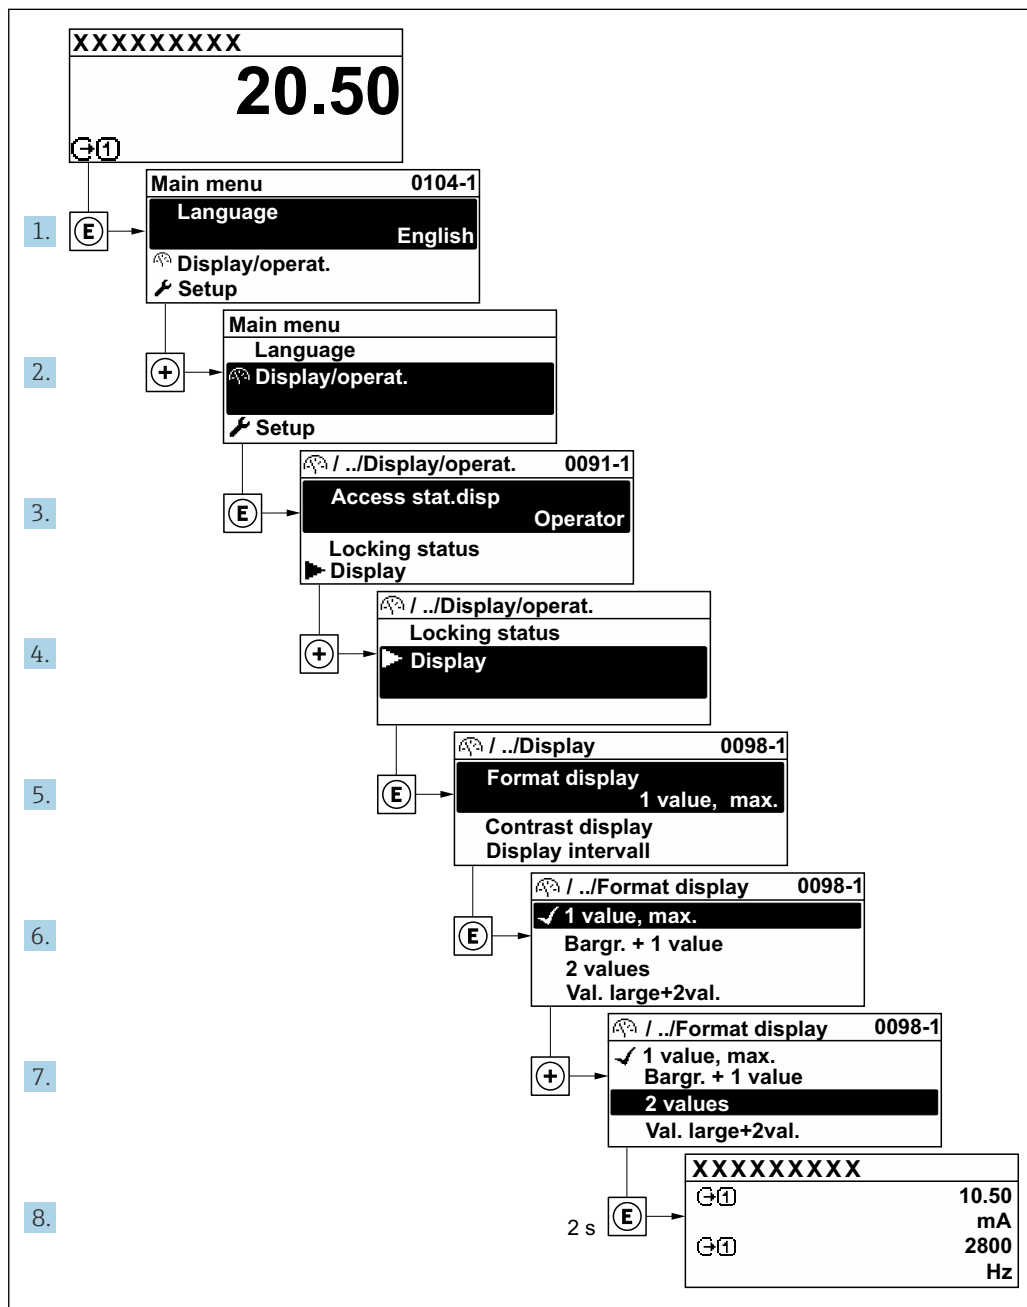 XXXXXXXXX
20.50
1
Main menu 0104-1
1. E Language
English
Display/operat.
Setup
Main menu
Language
2. + Display/operat.
Setup
/ ../Display/operat. 0091-1
Access stat.disp
3. E Operator
Locking status
Display
/ ../Display/operat.
Locking status
4. + Display
/ ../Display 0098-1
Format display
5. E 1 value, max.
Contrast display
Display intervall
/ ../Format display 0098-1
1 value, max.
6. E Bargr. + 1 value
2 values
Val. large+2val.
/ ../Format display 0098-1
1 value, max.
7. + Bargr. + 1 value
2 values
Val. large+2val.
XXXXXXXXX
1 10.50
8. 2 s E mA
1 2800
Hz